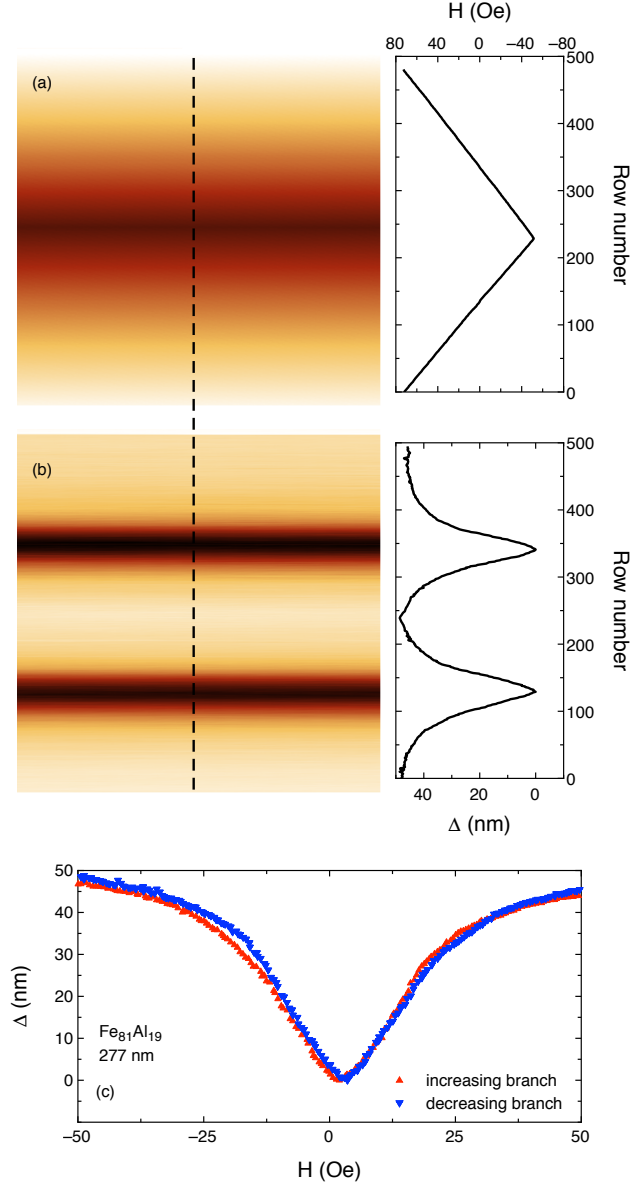 H (Oe)
80 40 0 −40 −80
(a)
500
400
300
200
100
0
Row number
(b)
500
400
300
200
100
0
Row number
40 20 0
Δ (nm)
50
40
30
20
10
0
Δ (nm)
Fe₈₁Al₁₉
277 nm
(c)
increasing branch
decreasing branch
−50 −25 0 25 50
H (Oe)